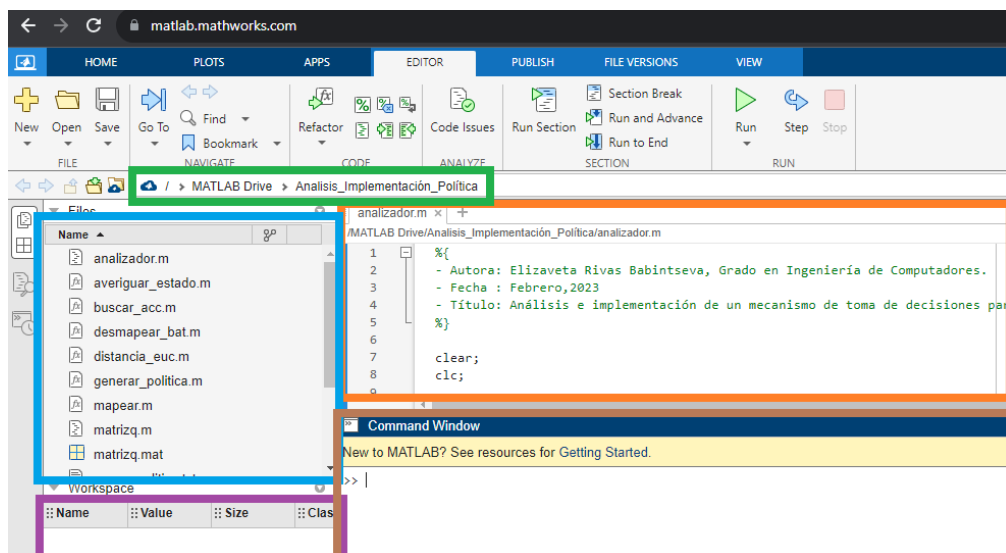 matlab.mathworks.com
HOME PLOTS APPS EDITOR PUBLISH FILE VERSIONS VIEW
New Open Save Go To Find Bookmark Refactor Code Issues Run Section Section Break Run and Advance Run to End Run Step Stop
FILE NAVIGATE CODE ANALYZE SECTION RUN
/ > MATLAB Drive > Analisis_Implementación_Política
Files
Name
analizador.m
averiguar_estado.m
buscar_acc.m
desmapear_bat.m
distancia_euc.m
generar_politica.m
mapear.m
matrizq.m
matrizq.mat
Workspace
Name Value Size Clas
analizador.m × +
/MATLAB Drive/Analisis_Implementación_Política/analizador.m
1 %{
2 - Autora: Elizaveta Rivas Babintseva, Grado en Ingeniería de Computadores.
3 - Fecha : Febrero,2023
4 - Título: Análisis e implementación de un mecanismo de toma de decisiones par
5 %}
6
7 clear;
8 clc;
9
Command Window
New to MATLAB? See resources for Getting Started.
>>